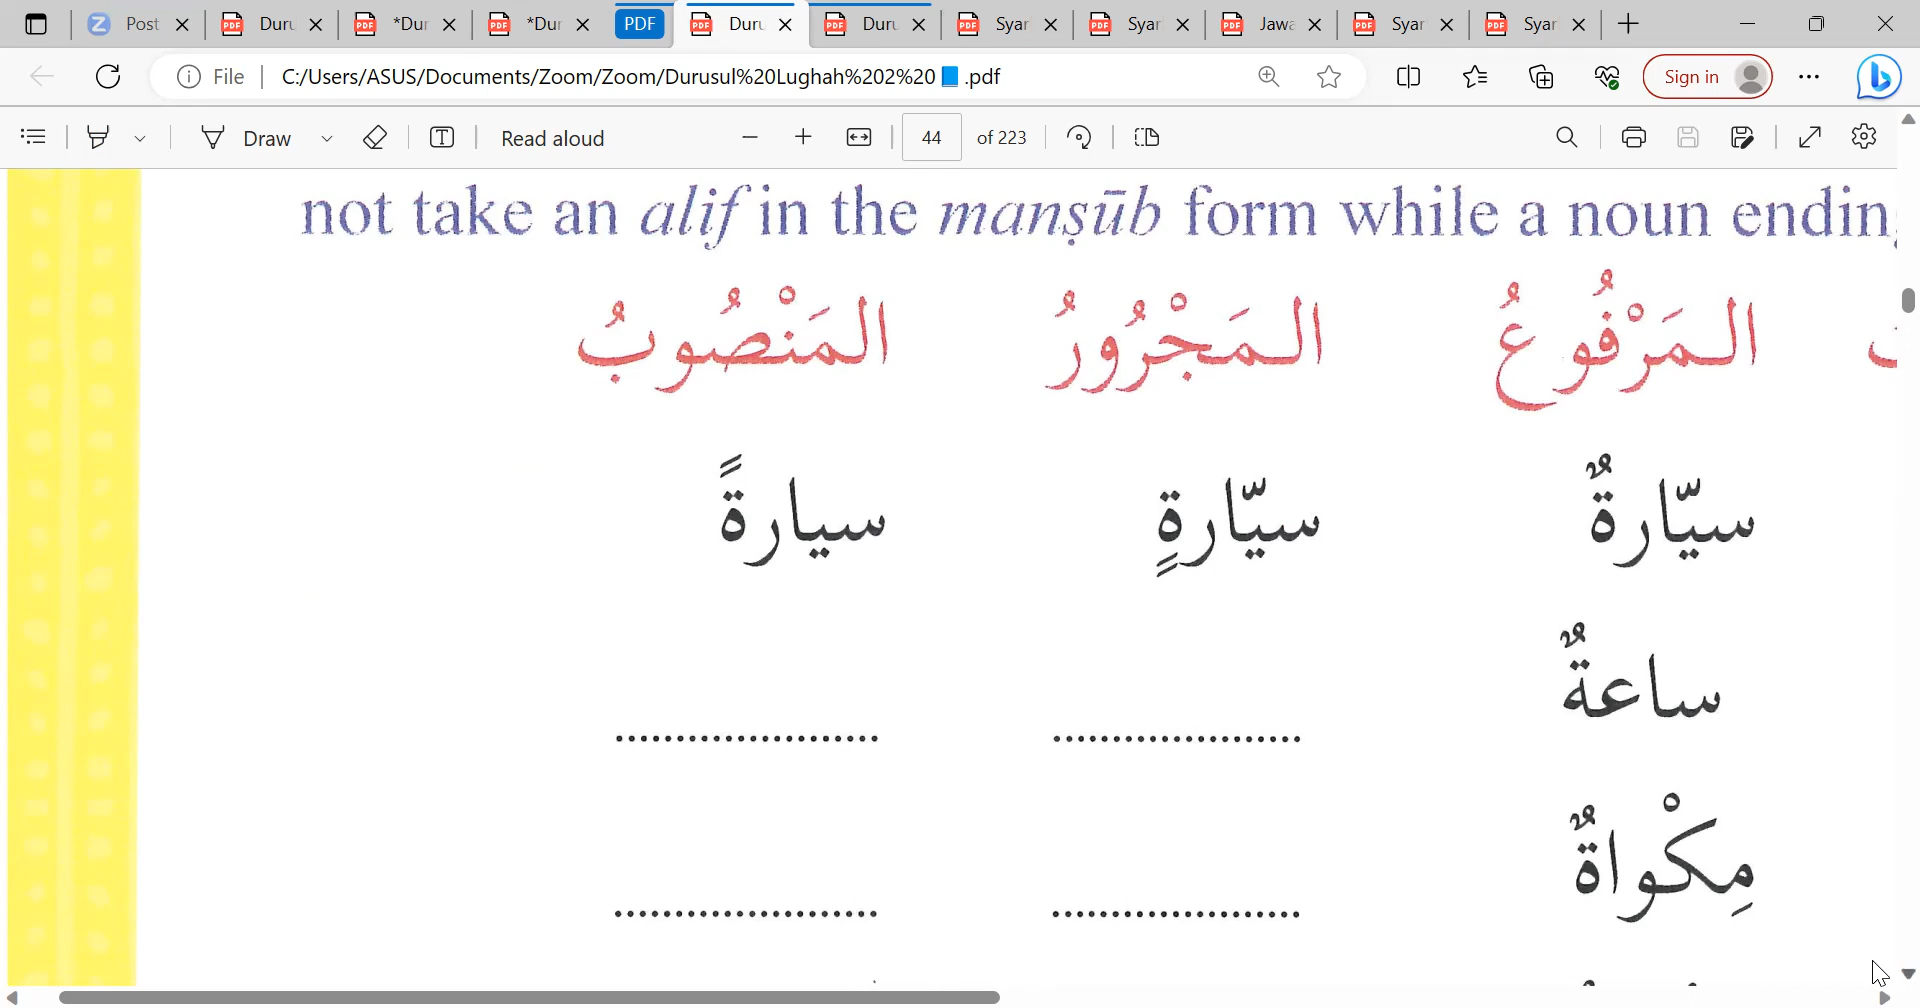 Post Duru *Dur *Dur PDF Duru Duru Syar Syar Jawa Syar Syar
File C:/Users/ASUS/Documents/Zoom/Zoom/Durusul%20Lughah%202%20📘.pdf Sign in
Draw Read aloud 44 of 223
not take an alif in the manṣūb form while a noun ending
المَرْفُوعُ المَجْرُورُ المَنْصُوبُ
سيّارةٌ سيّارةٍ سيارةً
ساعةٌ ...................... ......................
مِكْواةٌ ...................... ......................